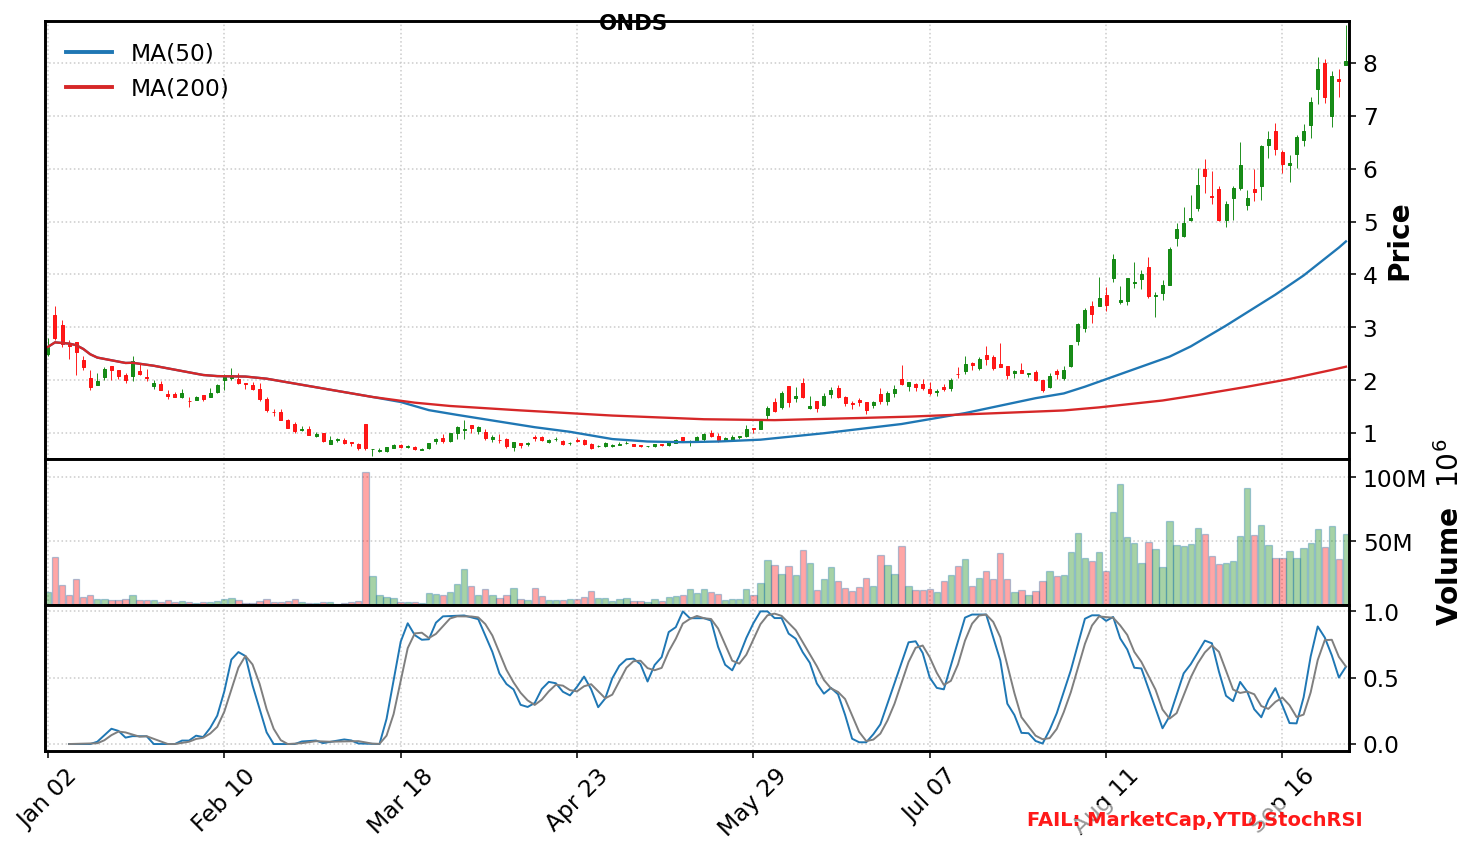 ONDS
MA(50)
MA(200)
8
7
6
5
4
3
2
1
Price
100M
50M
Volume 10⁶
1.0
0.5
0.0
Jan 02
Feb 10
Mar 18
Apr 23
May 29
Jul 07
Aug 11
Sep 16
FAIL: MarketCap,YTD,StochRSI